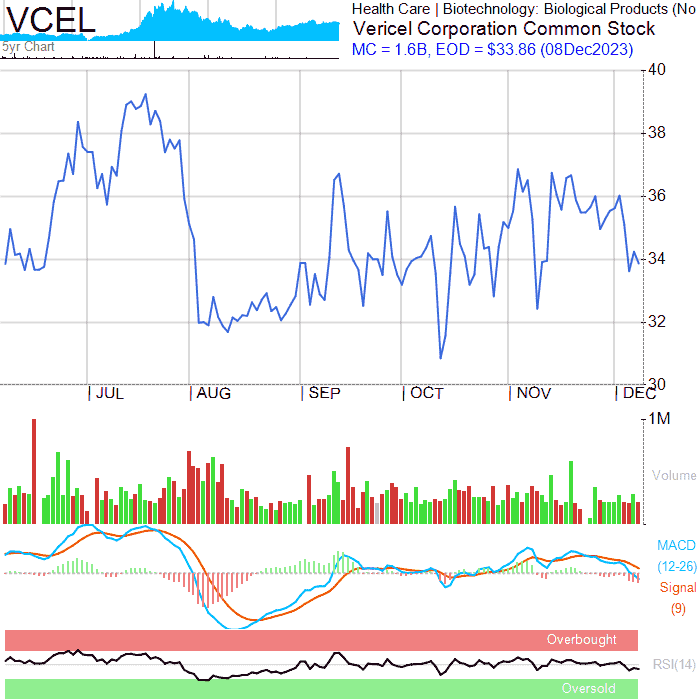 VCEL
5yr Chart
Health Care | Biotechnology: Biological Products (No
Vericel Corporation Common Stock
MC = 1.6B, EOD = $33.86 (08Dec2023)
40
38
36
34
32
30
JUL AUG SEP OCT NOV DEC
1M
Volume
MACD
(12-26)
Signal
(9)
Overbought
RSI(14)
Oversold